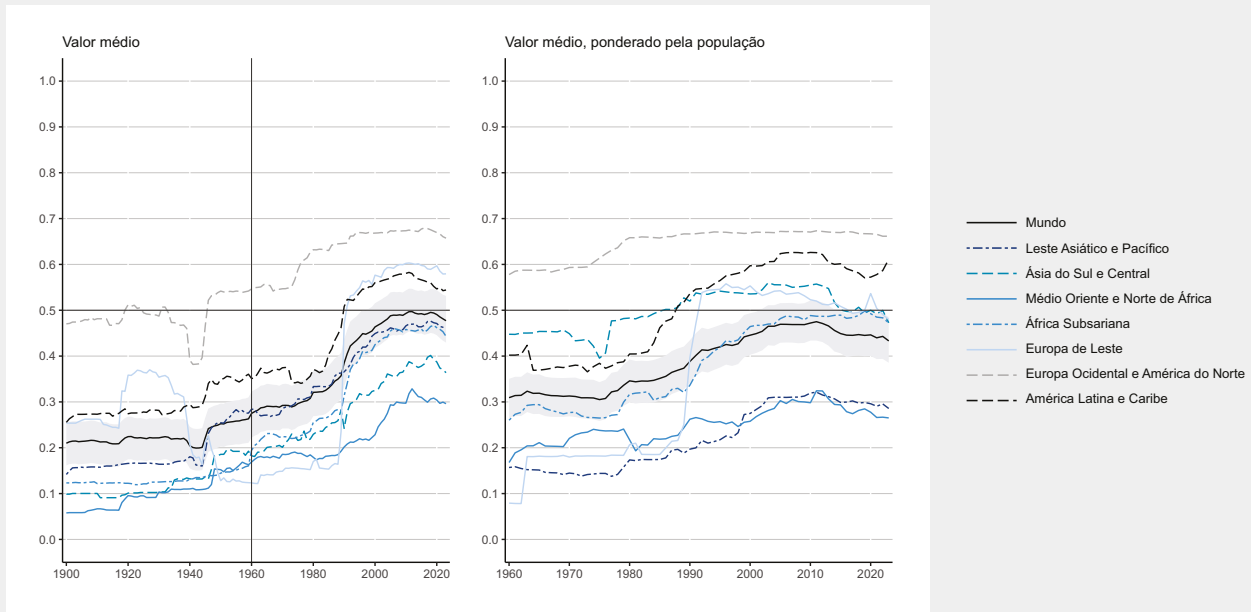 Valor médio
1.0
0.9
0.8
0.7
0.6
0.5
0.4
0.3
0.2
0.1
0.0
1900 1920 1940 1960 1980 2000 2020
Valor médio, ponderado pela população
1.0
0.9
0.8
0.7
0.6
0.5
0.4
0.3
0.2
0.1
0.0
1960 1970 1980 1990 2000 2010 2020
Mundo
Leste Asiático e Pacífico
Ásia do Sul e Central
Médio Oriente e Norte de África
África Subsariana
Europa de Leste
Europa Ocidental e América do Norte
América Latina e Caribe